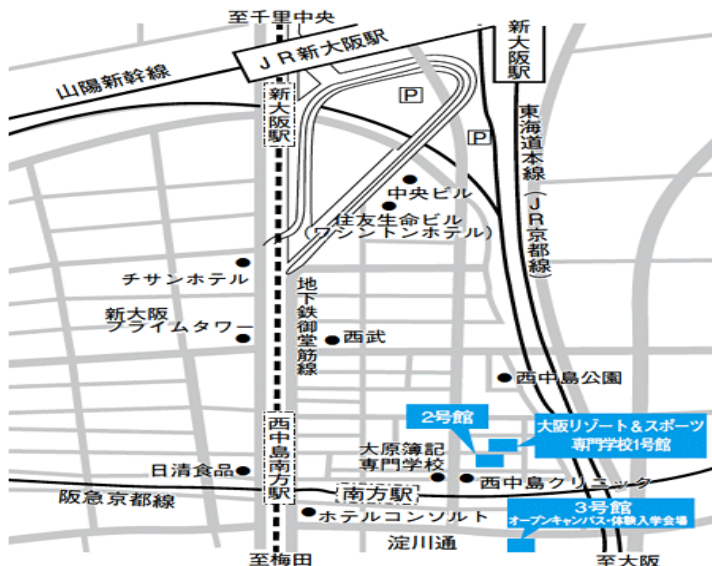 至千里中央
JR新大阪駅
新大阪駅
山陽新幹線
新大阪駅
P
P
東海道本線(JR京都線)
中央ビル
住友生命ビル
(ワシントンホテル)
チサンホテル
地下鉄御堂筋線
新大阪
プライムタワー
西武
西中島公園
2号館
大阪リゾート&スポーツ
専門学校1号館
西中島南方駅
大原簿記
専門学校
日清食品
西中島クリニック
阪急京都線
南方駅
3号館
オープンキャンパス・体験入学会場
ホテルコンソルト
淀川通
至梅田
至大阪